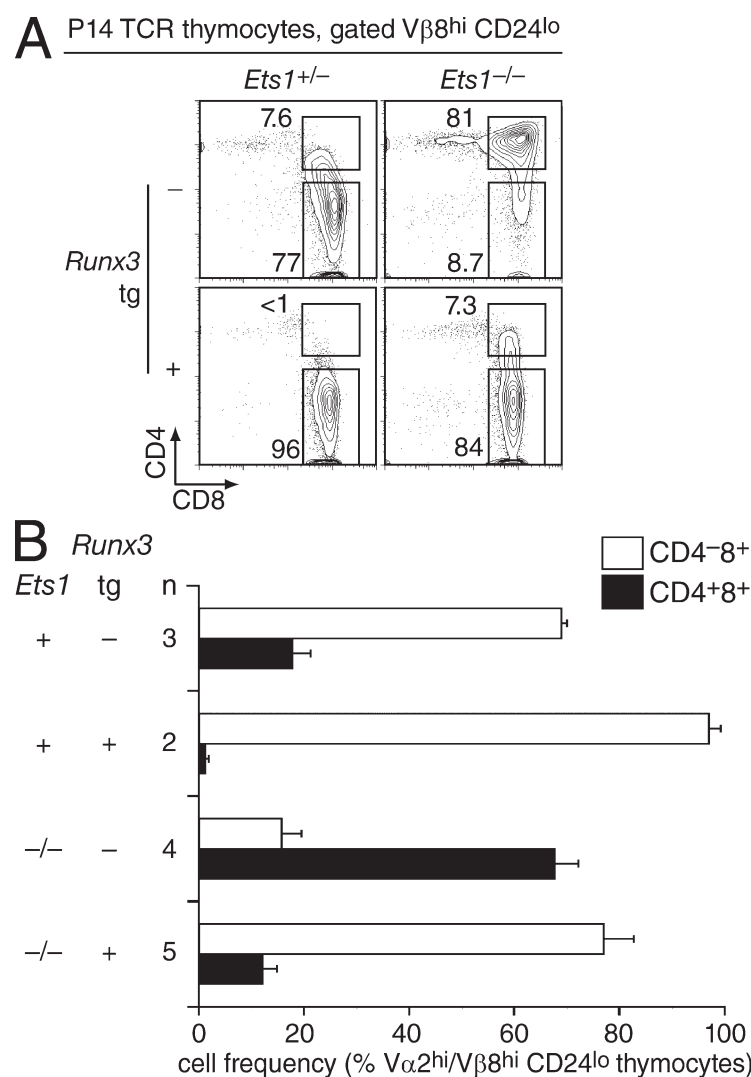 A P14 TCR thymocytes, gated Vβ8hi CD24lo
Ets1+/– Ets1–/–
7.6 81
–
77 8.7
Runx3
tg
<1 7.3
+
96 84
CD4
CD8
B Runx3
Ets1 tg n
CD4–8+
CD4+8+
+ – 3
+ + 2
–/– – 4
–/– + 5
0 20 40 60 80 100
cell frequency (% Vα2hi/Vβ8hi CD24lo thymocytes)